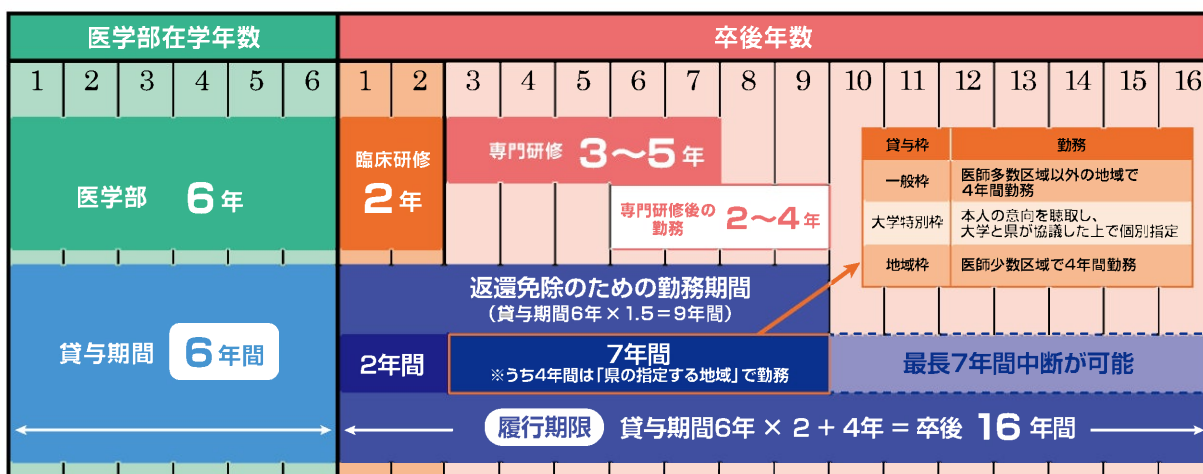 医学部在学年数
卒後年数
1 2 3 4 5 6 1 2 3 4 5 6 7 8 9 10 11 12 13 14 15 16
医学部 6年
臨床研修
2年
専門研修 3〜5年
専門研修後の
勤務
2〜4年
貸与枠 勤務
一般枠
医師多数区域以外の地域で
4年間勤務
大学特別枠
本人の意向を聴取し、
大学と県が協議した上で個別指定
地域枠 医師少数区域で4年間勤務
貸与期間 6年間
返還免除のための勤務期間
（貸与期間6年×1.5＝9年間）
2年間
7年間
※うち4年間は「県の指定する地域」で勤務
最長7年間中断が可能
履行期限 貸与期間6年 × 2 + 4年 = 卒後 16 年間